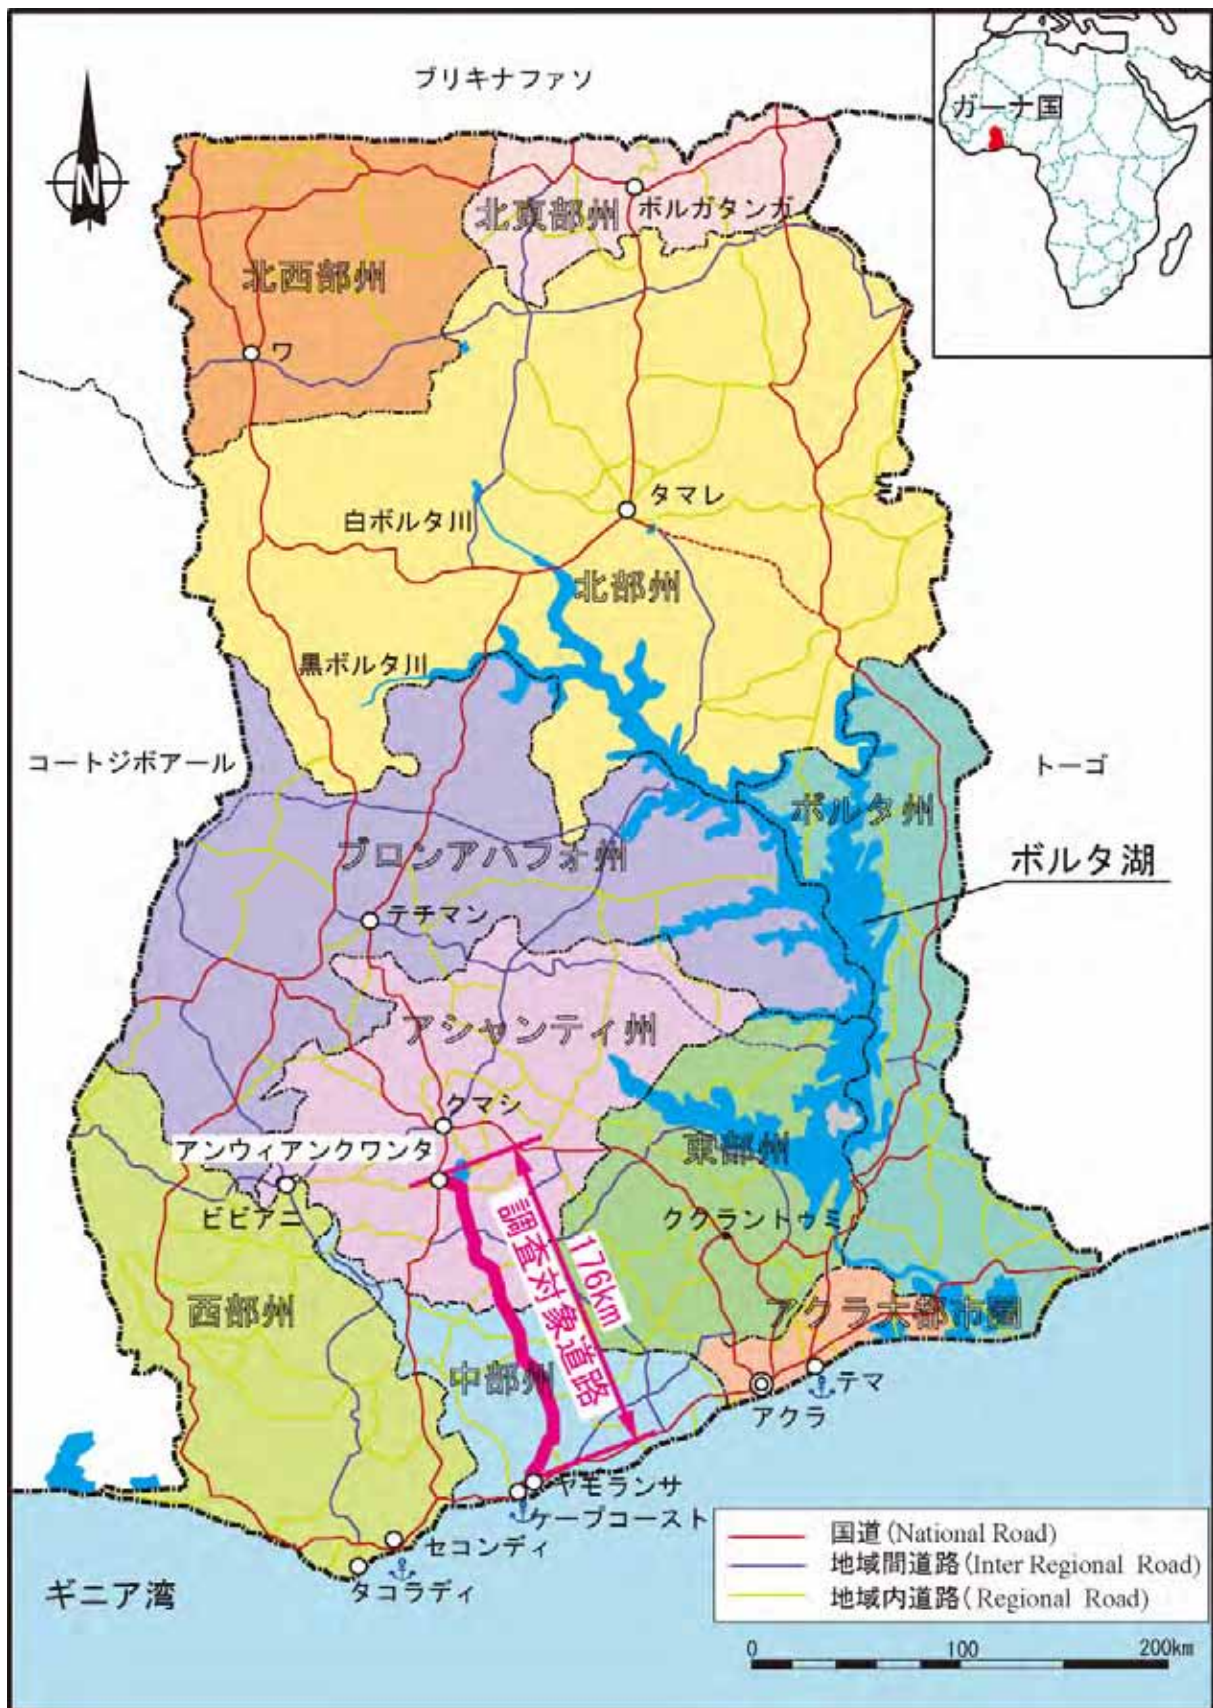 ブリキナファソ
ガーナ国
N
北東部州
ボルガタンガ
北西部州
ワ
タマレ
白ボルタ川
北部州
黒ボルタ川
コートジボアール
トーゴ
ボルタ州
ブロンアハフォ州
ボルタ湖
テチマン
アシャンティ州
クマシ
アンウィアンクワンタ
東部州
ビビアニ
ククラントゥミ
176km
調査対象道路
西部州
アクラ大都市圏
中部州
テマ
アクラ
ヤモランサ
ケープコースト
セコンディ
タコラディ
ギニア湾
国道(National Road)
地域間道路(Inter Regional Road)
地域内道路(Regional Road)
0 100 200km